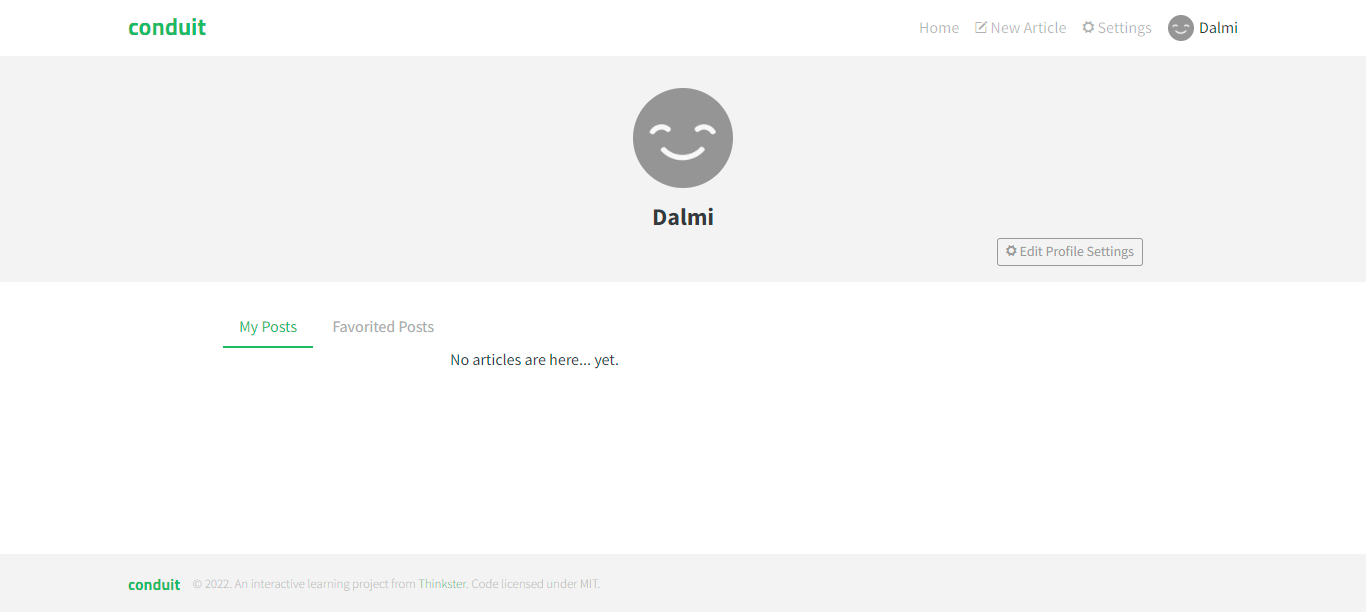 conduit Home New Article Settings Dalmi
Dalmi
Edit Profile Settings
My Posts Favorited Posts
No articles are here... yet.
conduit © 2022. An interactive learning project from Thinkster. Code licensed under MIT.